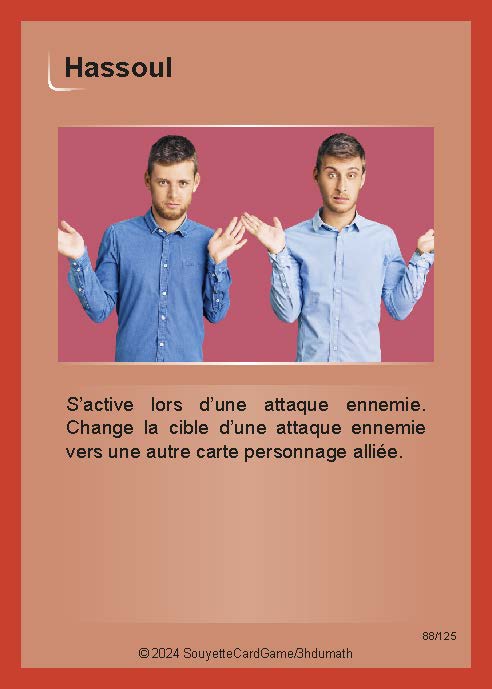 Hassoul
S’active lors d’une attaque ennemie.
Change la cible d’une attaque ennemie
vers une autre carte personnage alliée.
88/125
© 2024 SouyetteCardGame/3hdumath